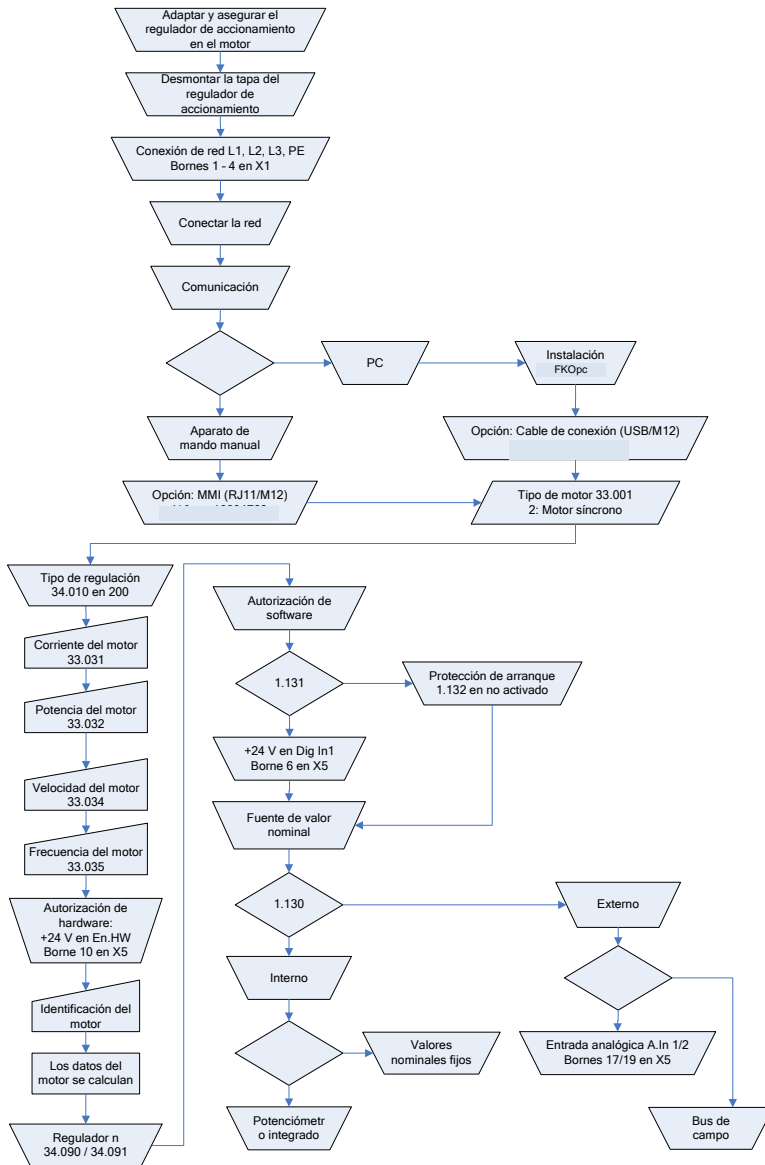 Adaptar y asegurar el
regulador de accionamiento
en el motor
Desmontar la tapa del
regulador de
accionamiento
Conexión de red L1, L2, L3, PE
Bornes 1 - 4 en X1
Conectar la red
Comunicación
PC
Instalación
FKOpc
Aparato de
mando manual
Opción: Cable de conexión (USB/M12)
Opción: MMI (RJ11/M12)
Tipo de motor 33.001
2: Motor síncrono
Tipo de regulación
34.010 en 200
Corriente del motor
33.031
Potencia del motor
33.032
Velocidad del motor
33.034
Frecuencia del motor
33.035
Autorización de
hardware:
+24 V en En.HW
Borne 10 en X5
Identificación del
motor
Los datos del
motor se calculan
Regulador n
34.090 / 34.091
Autorización de
software
1.131
Protección de arranque
1.132 en no activado
+24 V en Dig In1
Borne 6 en X5
Fuente de valor
nominal
1.130
Externo
Interno
Valores
nominales fijos
Entrada analógica A.In 1/2
Bornes 17/19 en X5
Potenciómetr
o integrado
Bus de
campo